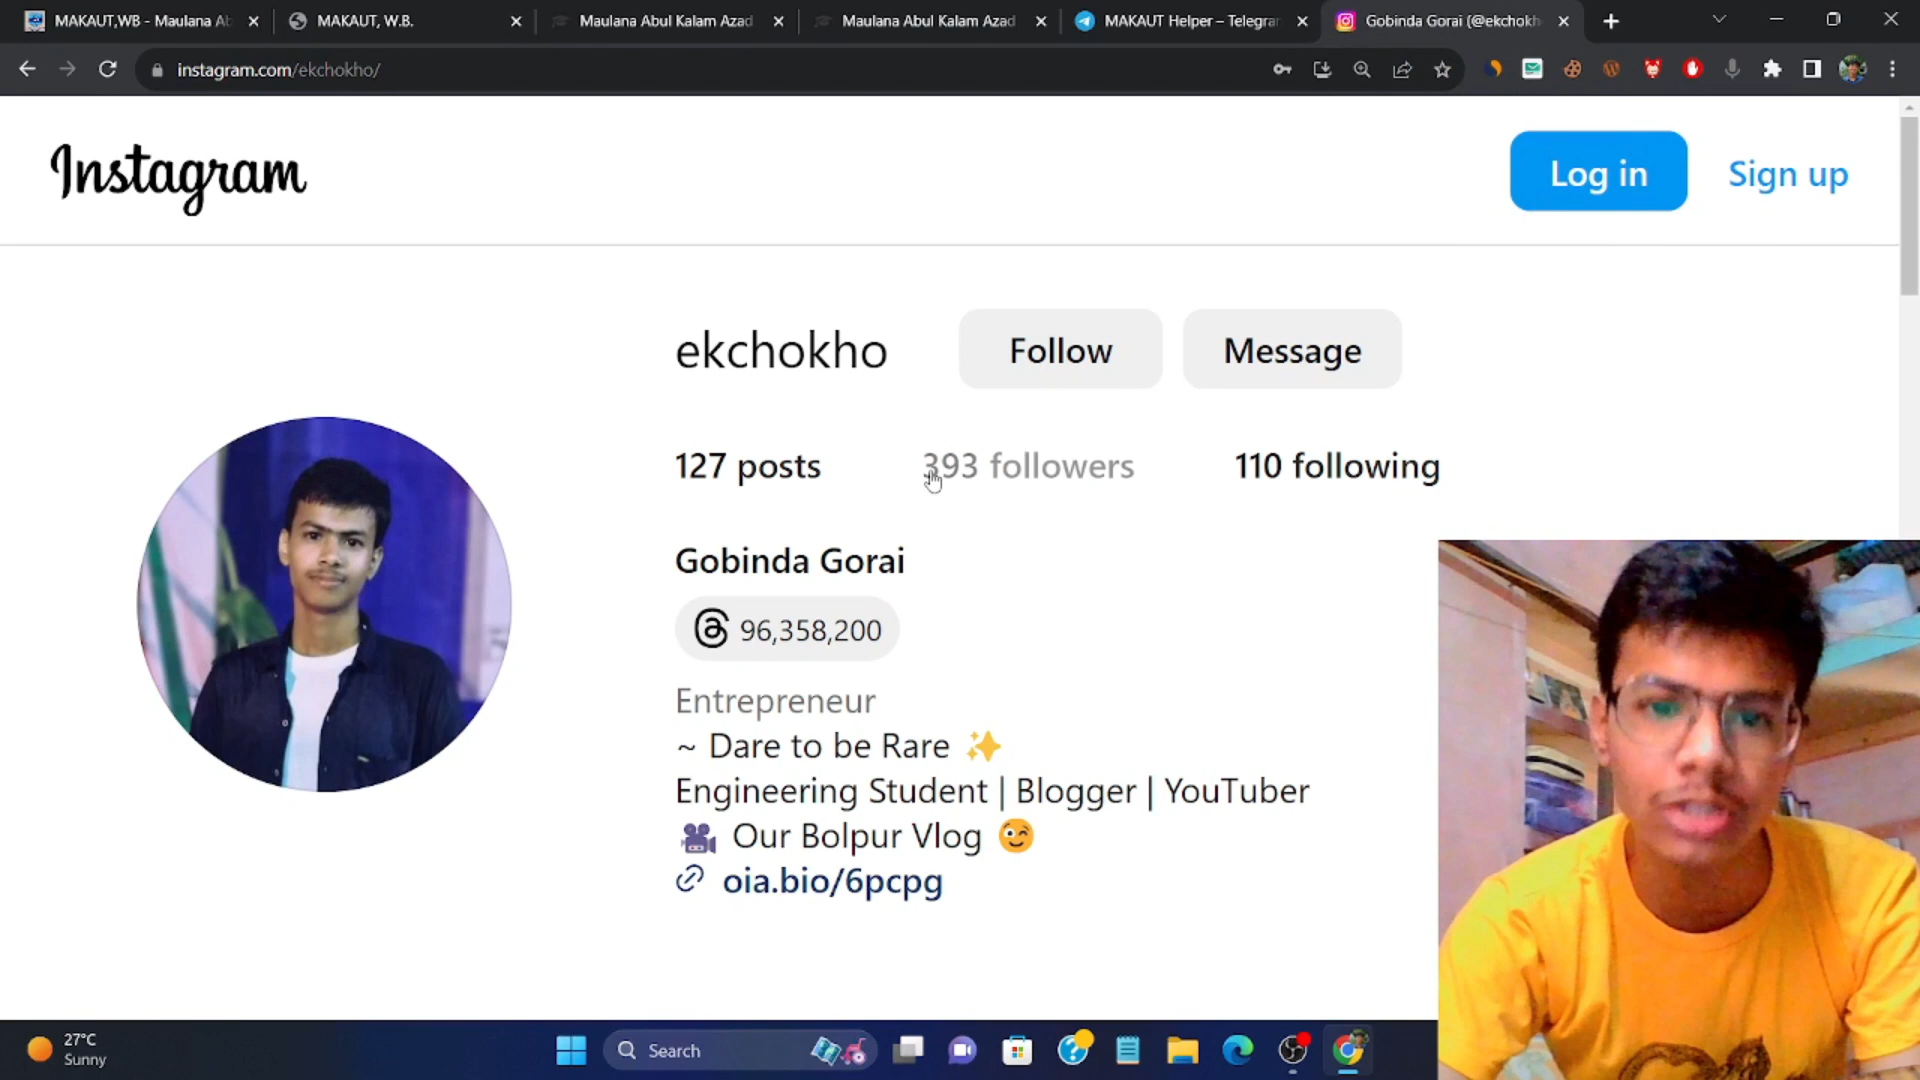 MAKAUT,WB - Maulana Ab
MAKAUT, W.B.
Maulana Abul Kalam Azad
Maulana Abul Kalam Azad
MAKAUT Helper – Telegram
Gobinda Gorai (@ekchokh
instagram.com/ekchokho/
Instagram
Log in
Sign up
ekchokho
Follow
Message
127 posts
393 followers
110 following
Gobinda Gorai
96,358,200
Entrepreneur
~ Dare to be Rare ✨
Engineering Student | Blogger | YouTuber
🎥 Our Bolpur Vlog 😉
oia.bio/6pcpg
27°C
Sunny
Search